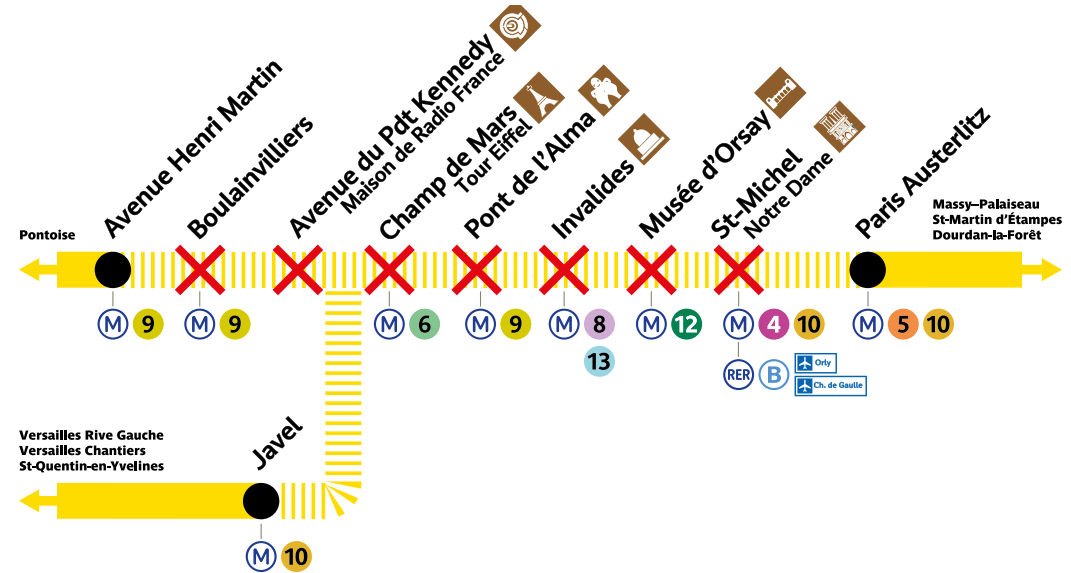 Avenue Henri Martin
Boulainvilliers
Avenue du Pdt Kennedy
Maison de Radio France
Champ de Mars
Tour Eiffel
Pont de l'Alma
Invalides
Musée d'Orsay
St-Michel
Notre Dame
Paris Austerlitz
Pontoise
Massy–Palaiseau
St-Martin d'Étampes
Dourdan-la-Forêt
M 9
M 9
M 6
M 9
M 8
13
M 12
M 4 10
RER B
Orly
Ch. de Gaulle
M 5 10
Versailles Rive Gauche
Versailles Chantiers
St-Quentin-en-Yvelines
Javel
M 10